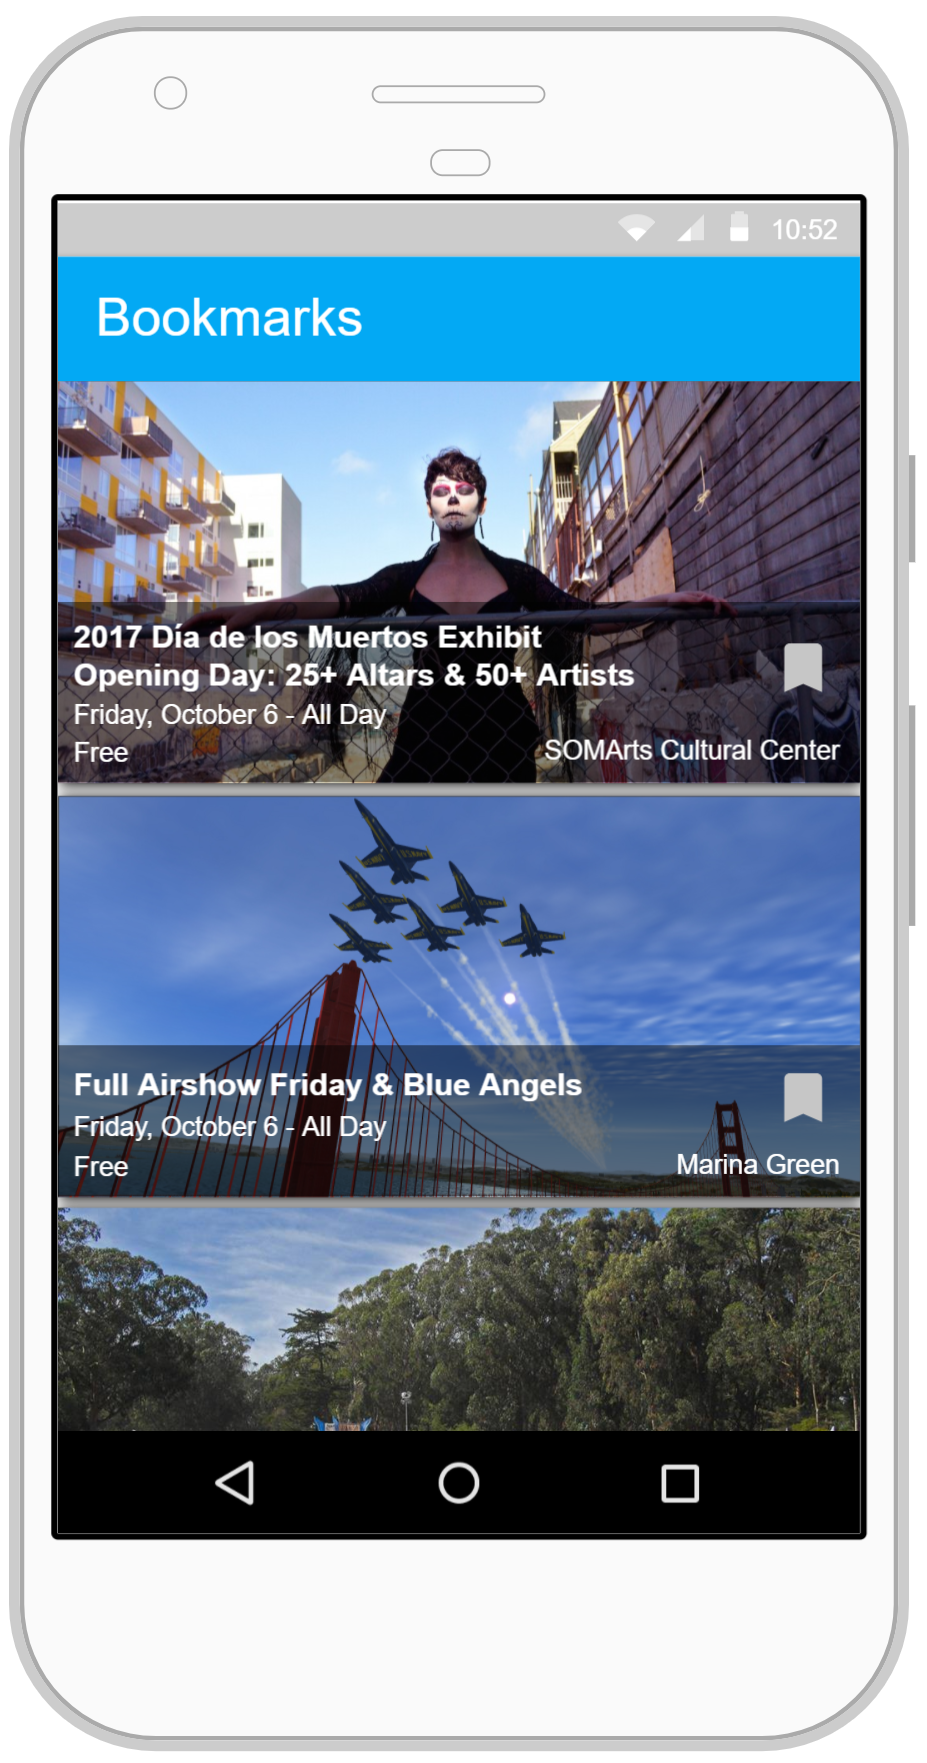 10:52
Bookmarks
2017 Día de los Muertos Exhibit
Opening Day: 25+ Altars & 50+ Artists
Friday, October 6 - All Day
Free
SOMArts Cultural Center
Full Airshow Friday & Blue Angels
Friday, October 6 - All Day
Free
Marina Green